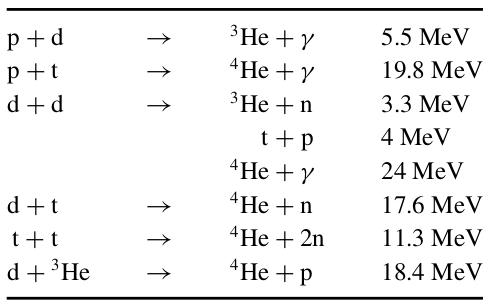 p + d → ³He + γ 5.5 MeV
p + t → ⁴He + γ 19.8 MeV
d + d → ³He + n 3.3 MeV
t + p 4 MeV
⁴He + γ 24 MeV
d + t → ⁴He + n 17.6 MeV
t + t → ⁴He + 2n 11.3 MeV
d + ³He → ⁴He + p 18.4 MeV